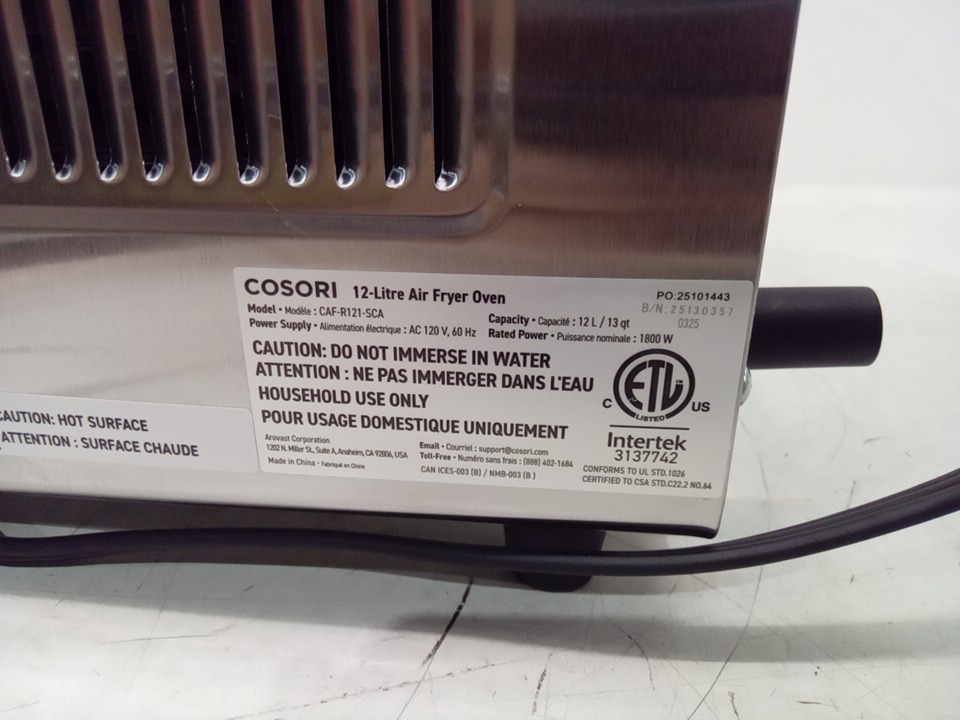 COSORI 12-Litre Air Fryer Oven
PO:25101443
Model • Modèle : CAF-R121-SCA
Capacity • Capacité : 12 L / 13 qt
B/N: 25130357
Power Supply • Alimentation électrique : AC 120 V, 60 Hz
Rated Power • Puissance nominale : 1800 W
0325
CAUTION: DO NOT IMMERSE IN WATER
ATTENTION : NE PAS IMMERGER DANS L'EAU
HOUSEHOLD USE ONLY
POUR USAGE DOMESTIQUE UNIQUEMENT
C ETL US
LISTED
Intertek
3137742
Arovast Corporation
1202 N. Miller St., Suite A, Anaheim, CA 92806, USA
Made in China • Fabriqué en Chine
Email • Courriel : support@cosori.com
Toll-Free • Numéro sans frais : (888) 402-1684
CAN ICES-003 (B) / NMB-003 (B)
CONFORMS TO UL STD.1026
CERTIFIED TO CSA STD.C22.2 NO.64
CAUTION: HOT SURFACE
ATTENTION : SURFACE CHAUDE